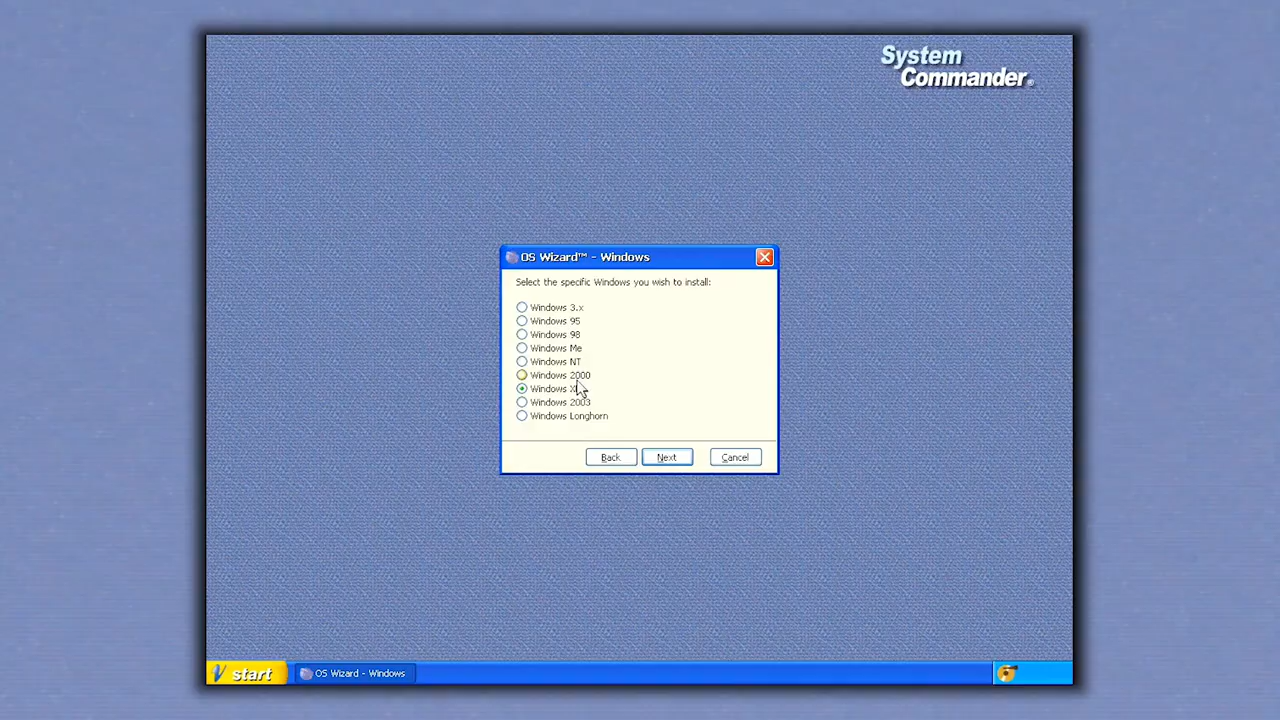 System
Commander®
OS Wizard™ - Windows
Select the specific Windows you wish to install:
Windows 3.x
Windows 95
Windows 98
Windows Me
Windows NT
Windows 2000
Windows XP
Windows 2003
Windows Longhorn
Back Next Cancel
start OS Wizard - Windows